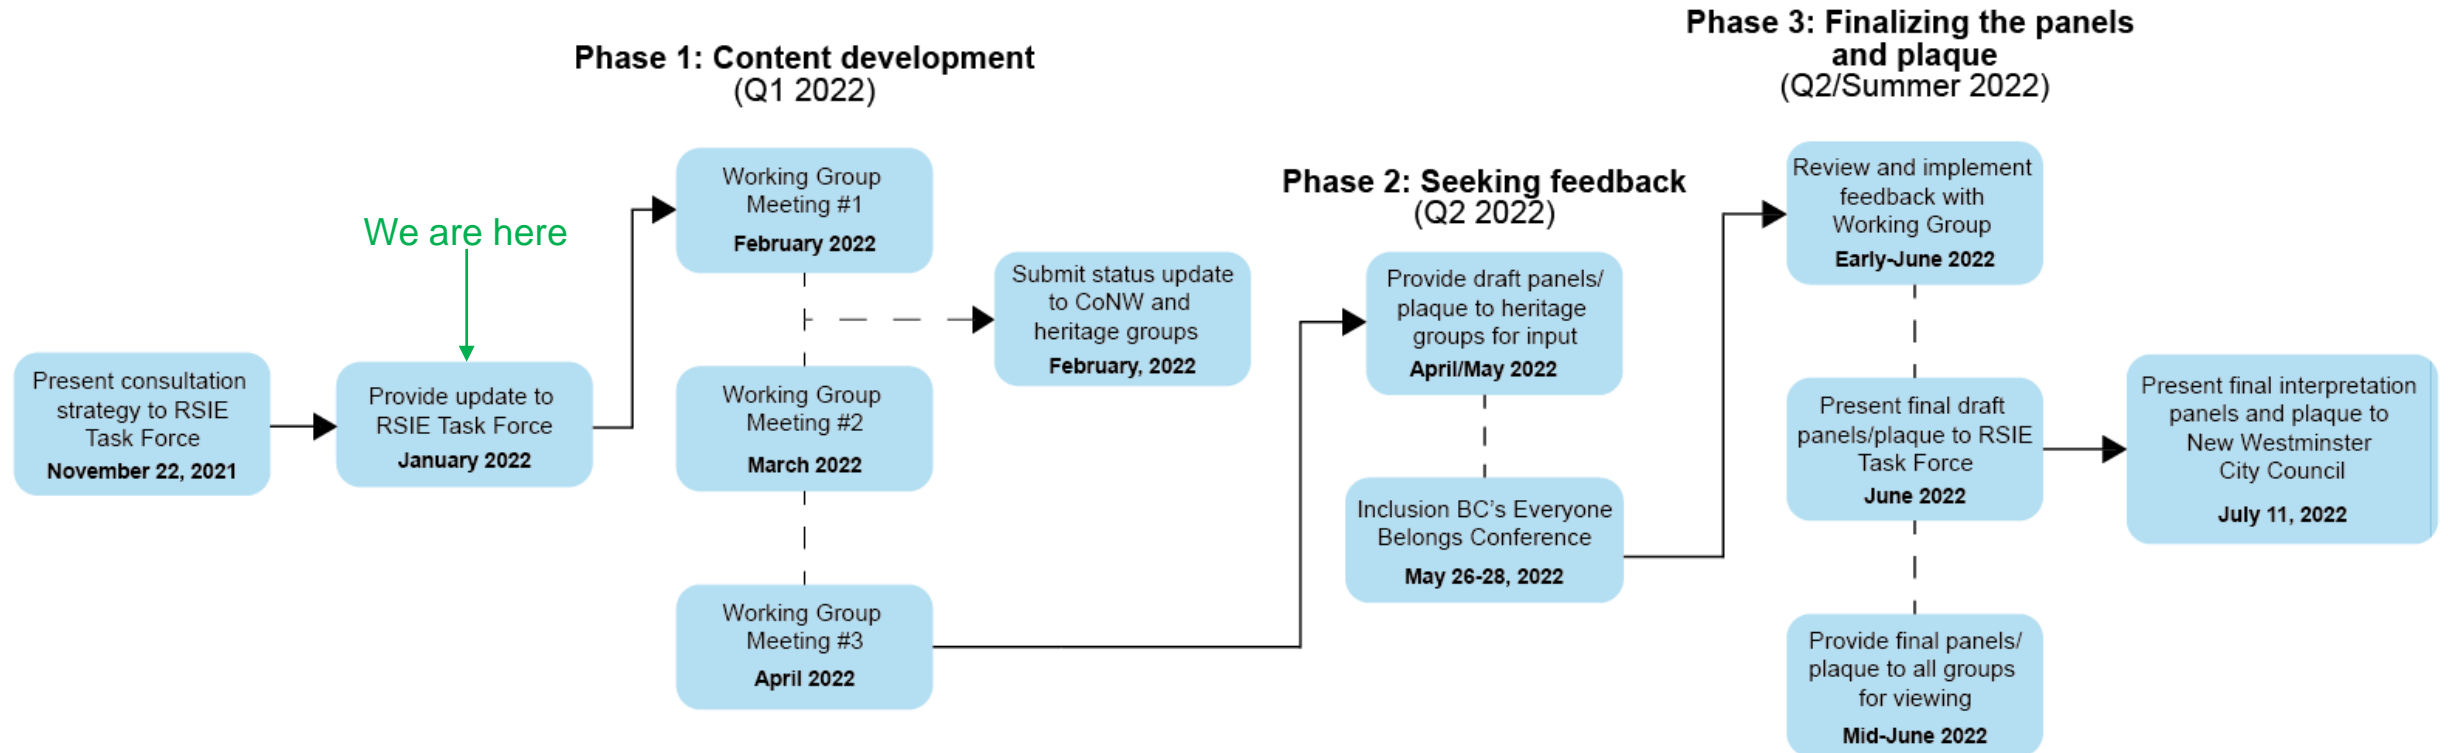 Phase 1: Content development
(Q1 2022)
Phase 2: Seeking feedback
(Q2 2022)
Phase 3: Finalizing the panels
and plaque
(Q2/Summer 2022)
We are here
Present consultation
strategy to RSIE
Task Force
November 22, 2021
Provide update to
RSIE Task Force
January 2022
Working Group
Meeting #1
February 2022
Submit status update
to CoNW and
heritage groups
February, 2022
Working Group
Meeting #2
March 2022
Working Group
Meeting #3
April 2022
Provide draft panels/
plaque to heritage
groups for input
April/May 2022
Inclusion BC’s Everyone
Belongs Conference
May 26-28, 2022
Review and implement
feedback with
Working Group
Early-June 2022
Present final draft
panels/plaque to RSIE
Task Force
June 2022
Provide final panels/
plaque to all groups
for viewing
Mid-June 2022
Present final interpretation
panels and plaque to
New Westminster
City Council
July 11, 2022